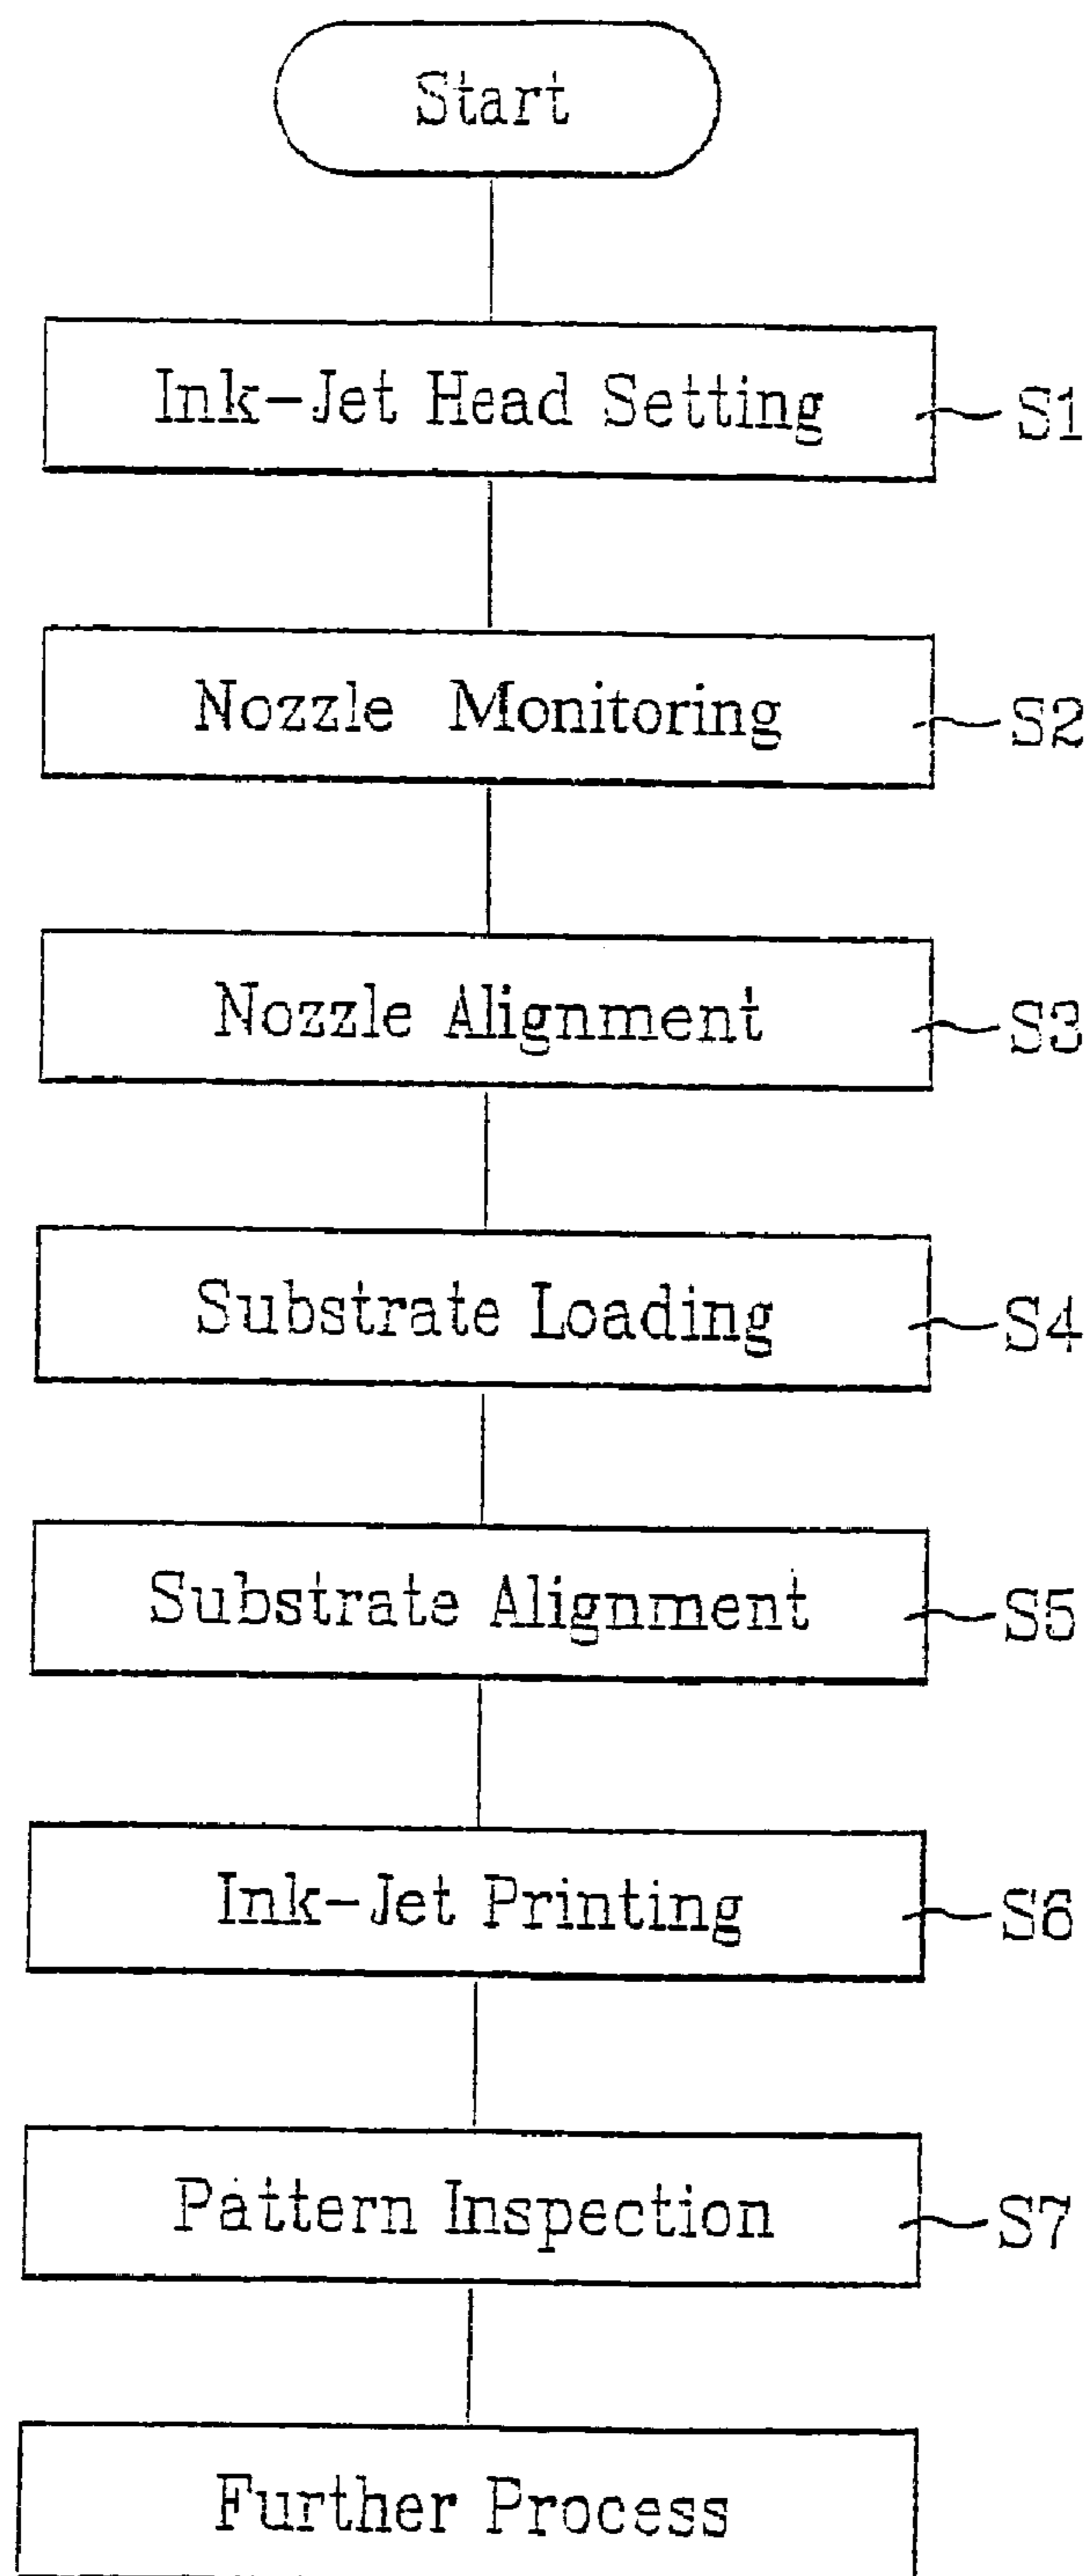 Start
Ink-Jet Head Setting
S1
Nozzle Monitoring
S2
Nozzle Alignment
S3
Substrate Loading
S4
Substrate Alignment
S5
Ink-Jet Printing
S6
Pattern Inspection
S7
Further Process